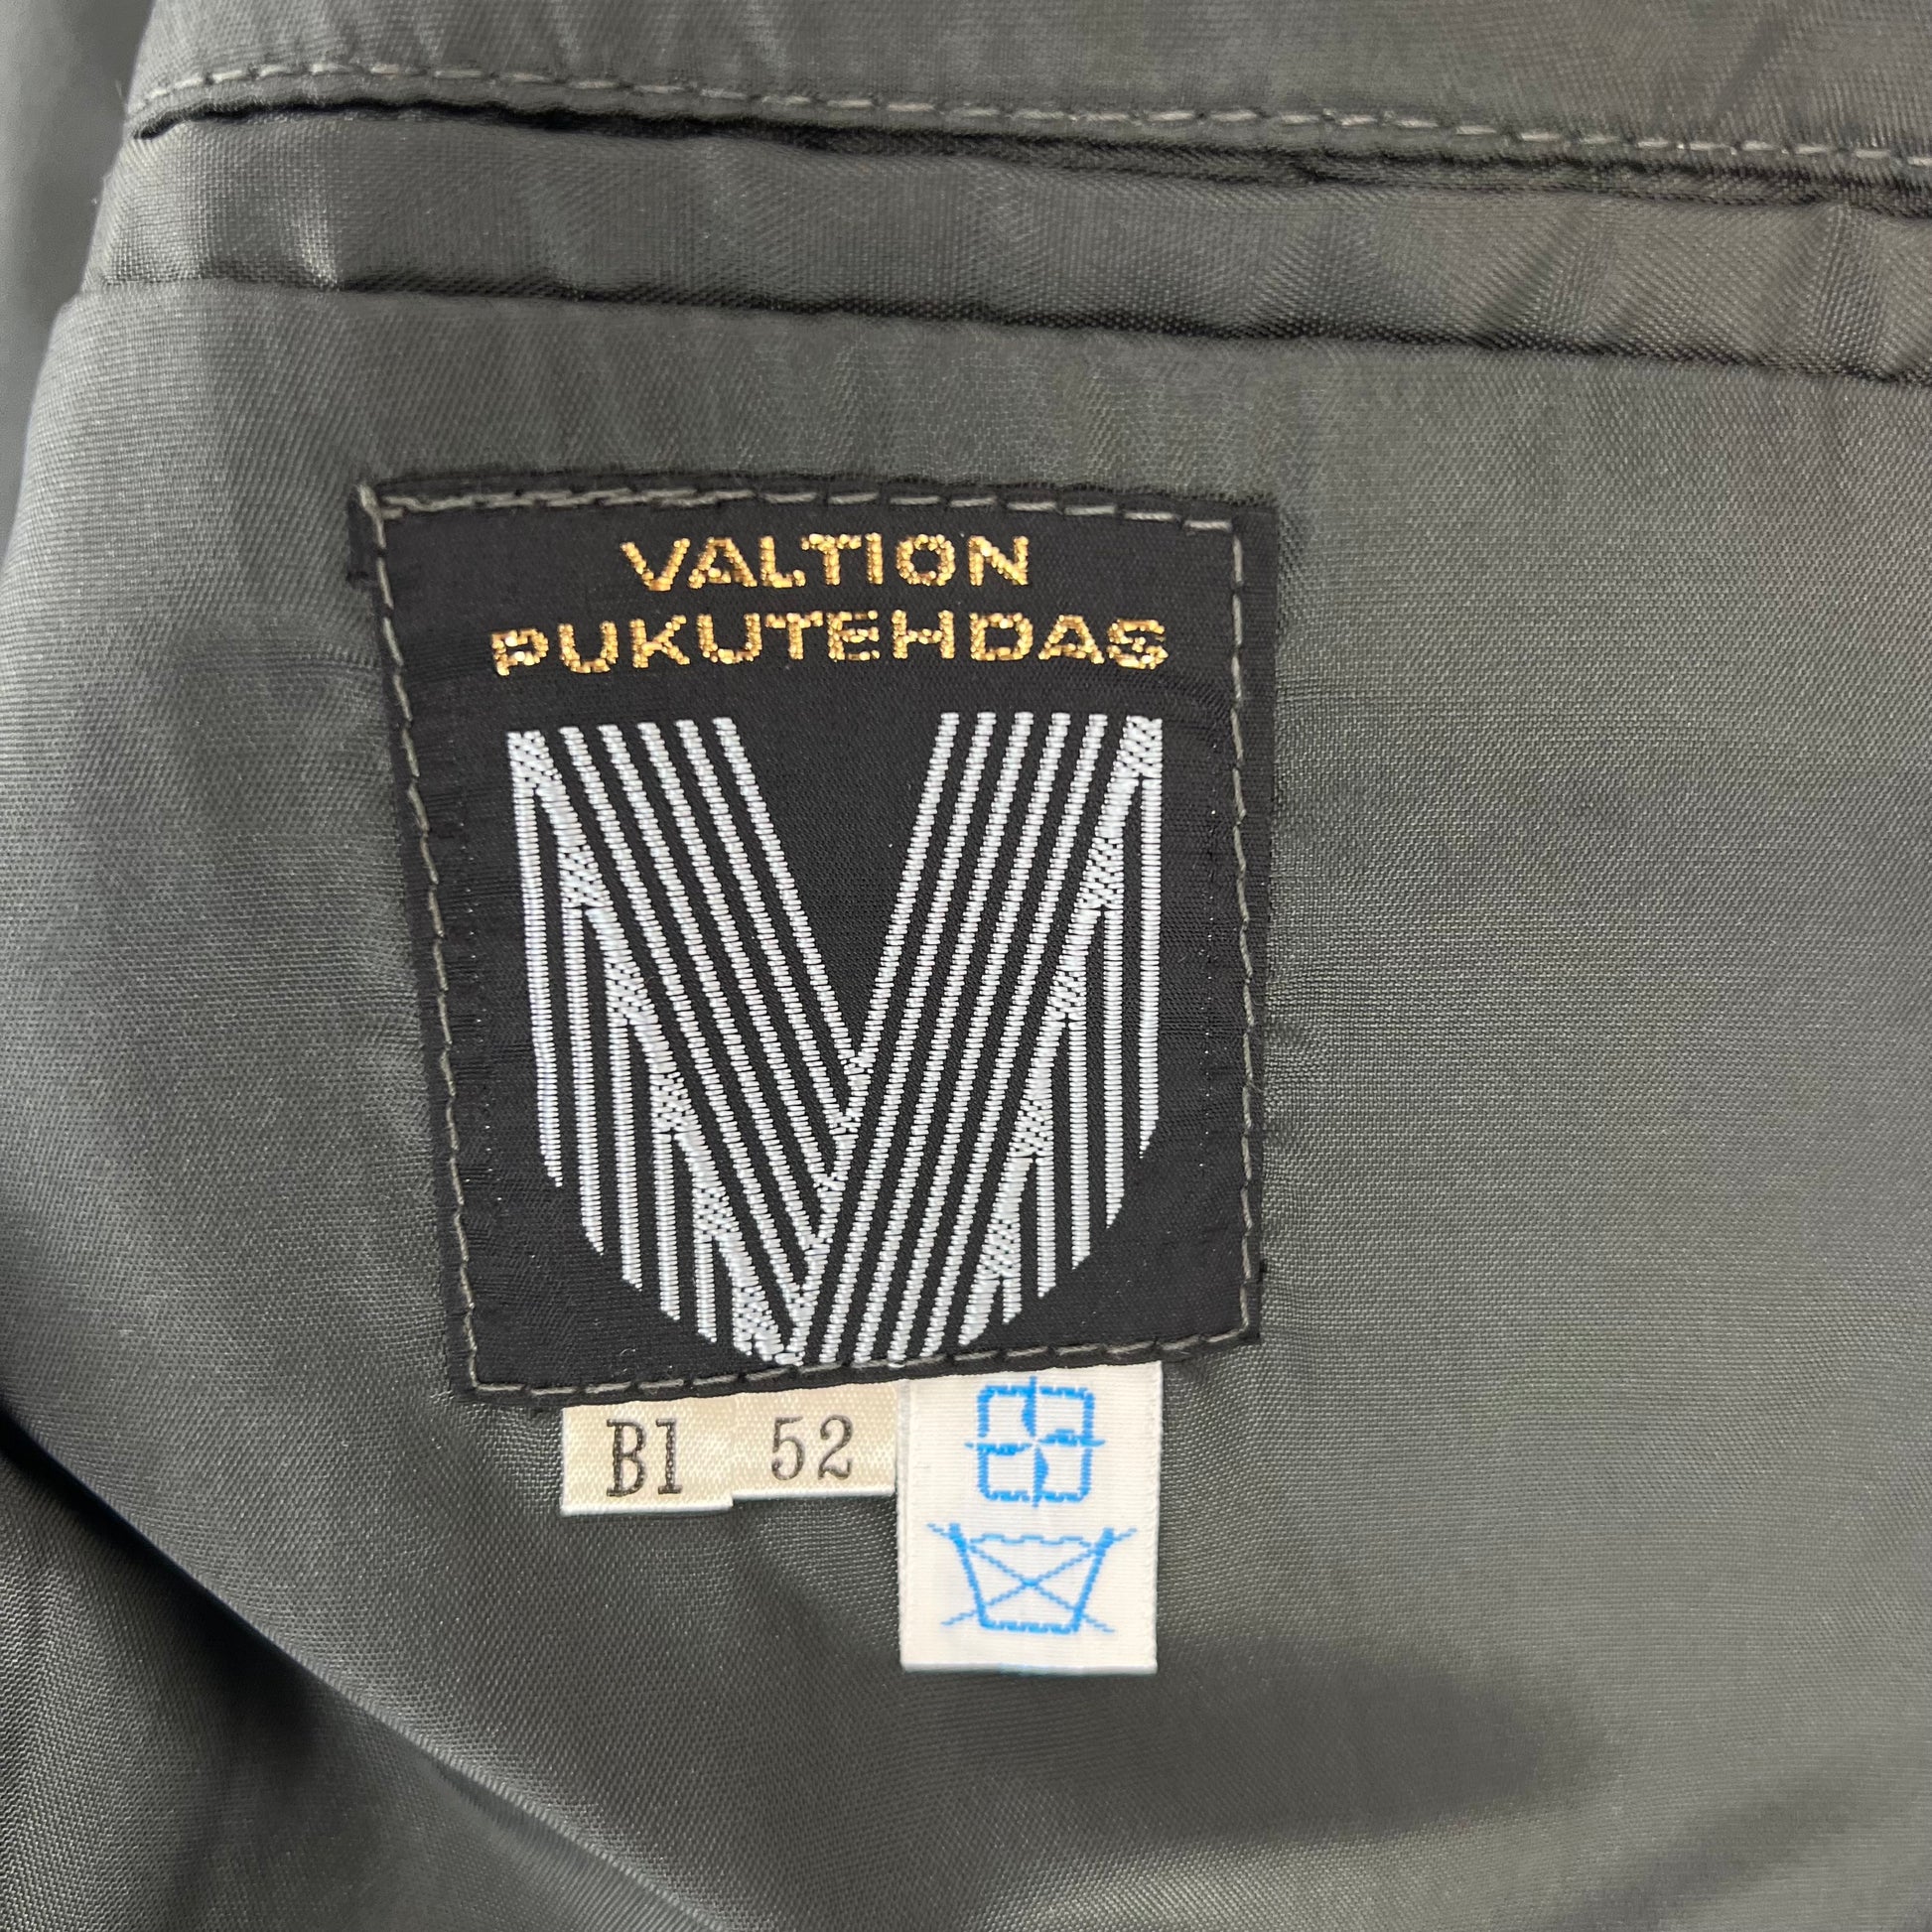 VALTION
PUKUTEHDAS
B1 52